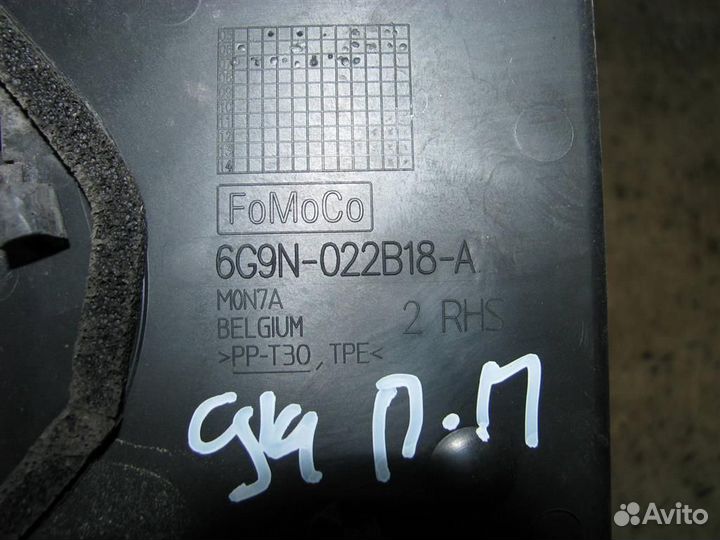 FoMoCo
6G9N-022B18-A
M0N7A
BELGIUM
2 RHS
>PP-T30, TPE<
П.П
Avito